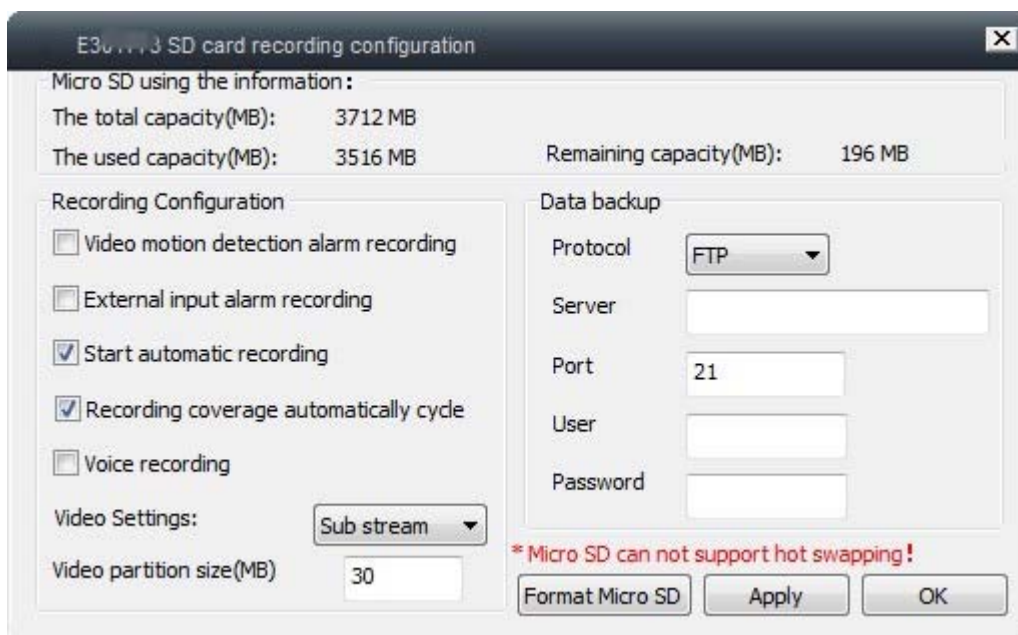 SD card recording configuration
Micro SD using the information:
The total capacity(MB): 3712 MB
The used capacity(MB): 3516 MB Remaining capacity(MB): 196 MB
Recording Configuration
Video motion detection alarm recording
External input alarm recording
Start automatic recording
Recording coverage automatically cycle
Voice recording
Video Settings: Sub stream
Video partition size(MB) 30
Data backup
Protocol FTP
Server
Port 21
User
Password
* Micro SD can not support hot swapping!
Format Micro SD Apply OK